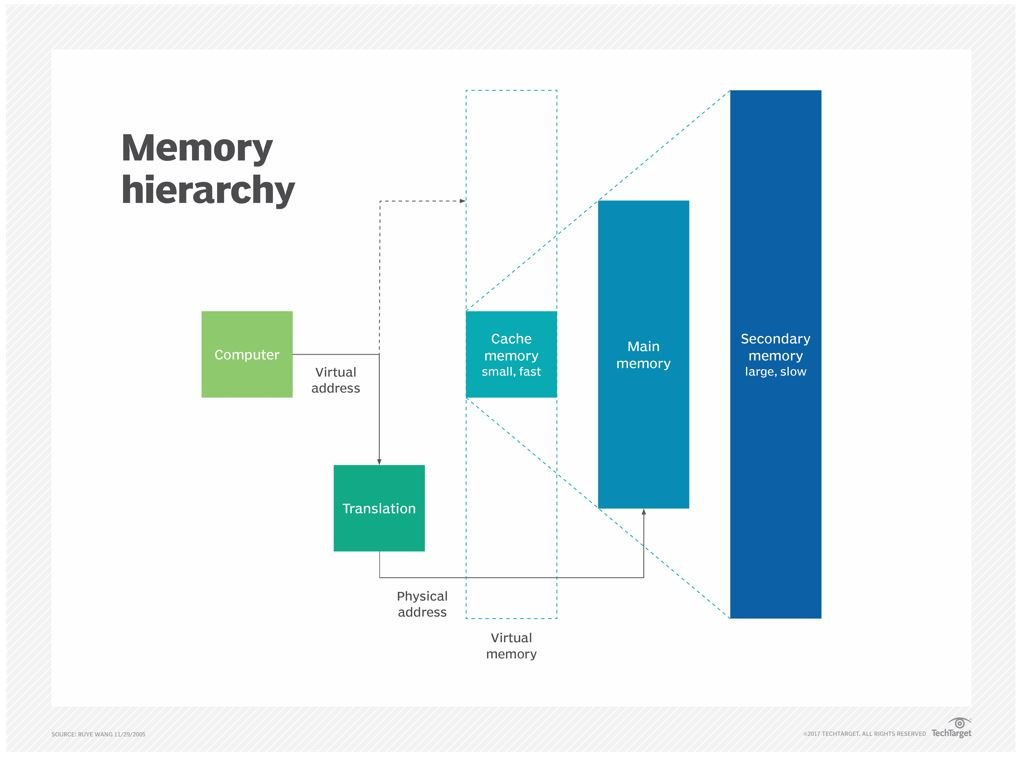 Memory
hierarchy
Computer
Virtual
address
Translation
Physical
address
Cache
memory
small, fast
Main
memory
Secondary
memory
large, slow
Virtual
memory
SOURCE: RUYE WANG 11/29/2005
©2017 TECHTARGET. ALL RIGHTS RESERVED
TechTarget